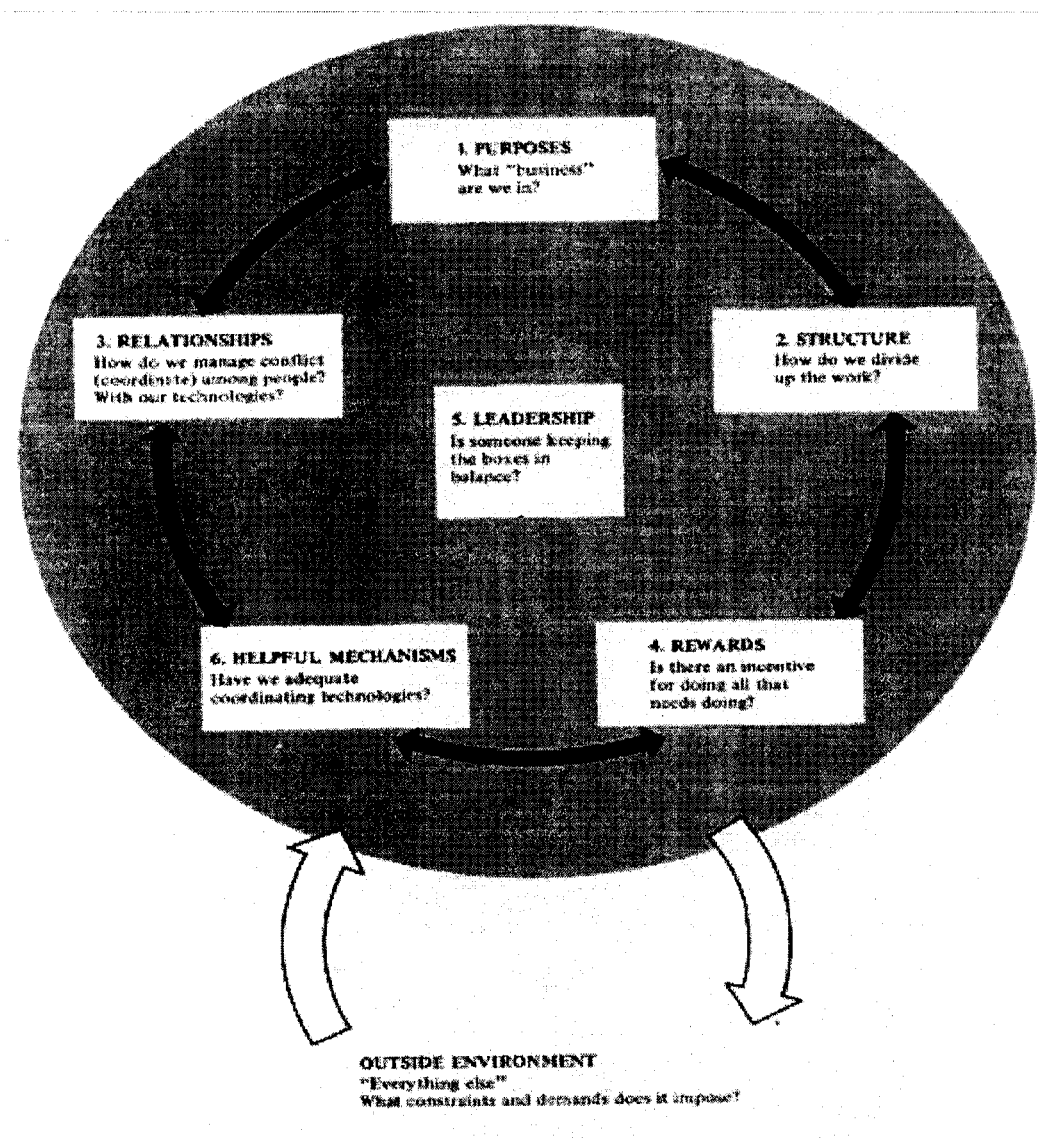 1. PURPOSES
What "business"
are we in?
3. RELATIONSHIPS
How do we manage conflict
(coordinate) among people?
With our technologies?
2. STRUCTURE
How do we divide
up the work?
5. LEADERSHIP
Is someone keeping
the boxes in
balance?
6. HELPFUL MECHANISMS
Have we adequate
coordinating technologies?
4. REWARDS
Is there an incentive
for doing all that
needs doing?
OUTSIDE ENVIRONMENT
"Everything else"
What constraints and demands does it impose?